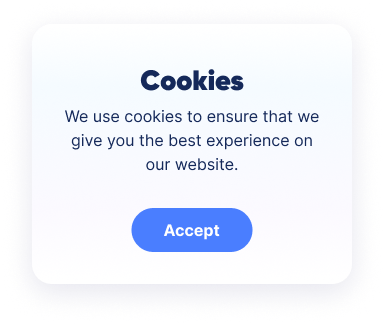 Cookies
We use cookies to ensure that we
give you the best experience on
our website.
Accept